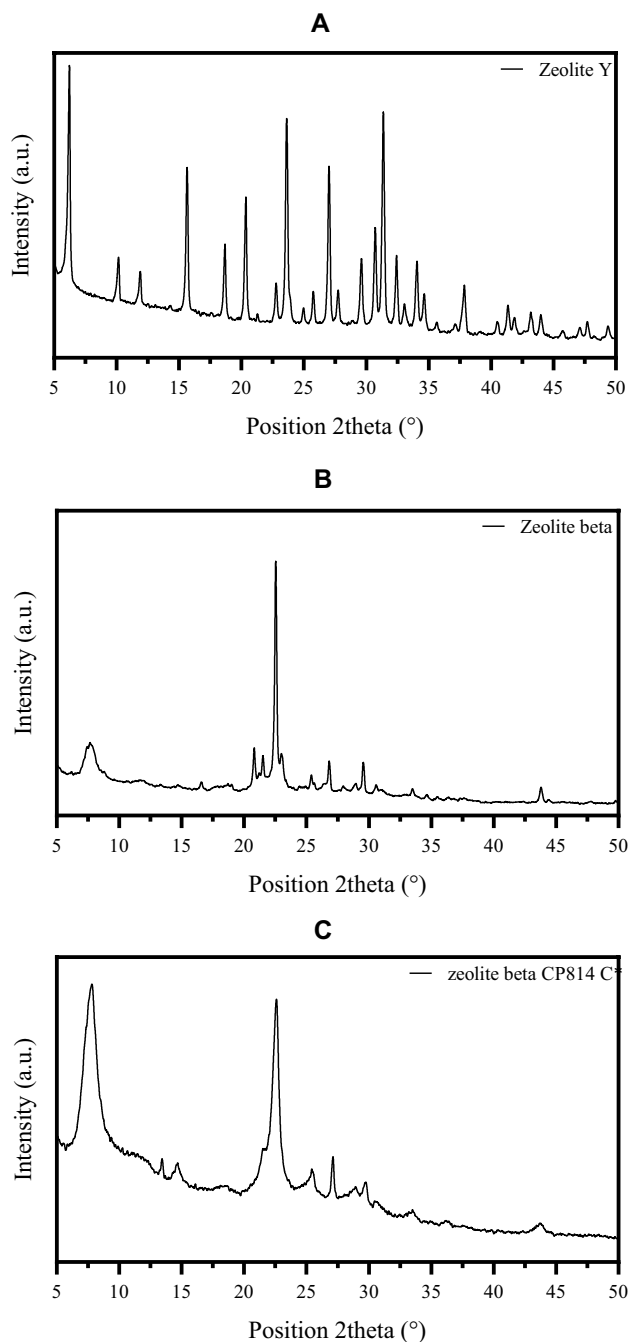 A
Zeolite Y
Intensity (a.u.)
5 10 15 20 25 30 35 40 45 50
Position 2theta (°)
B
Zeolite beta
Intensity (a.u.)
5 10 15 20 25 30 35 40 45 50
Position 2theta (°)
C
zeolite beta CP814 C*
Intensity (a.u.)
5 10 15 20 25 30 35 40 45 50
Position 2theta (°)